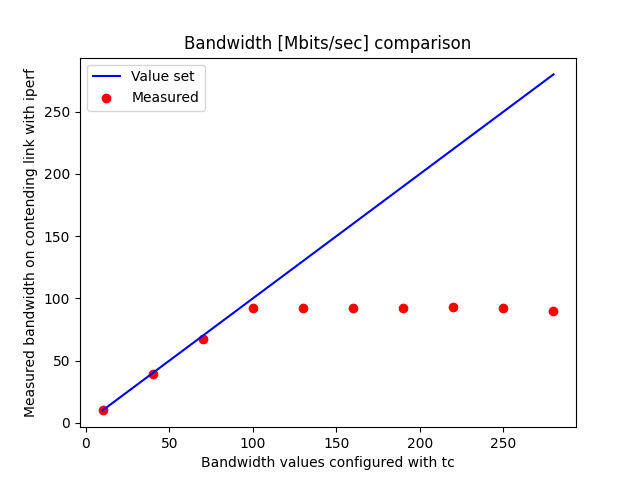 Bandwidth [Mbits/sec] comparison
Value set
Measured
Measured bandwidth on contending link with iperf
250
200
150
100
50
0
0 50 100 150 200 250
Bandwidth values configured with tc